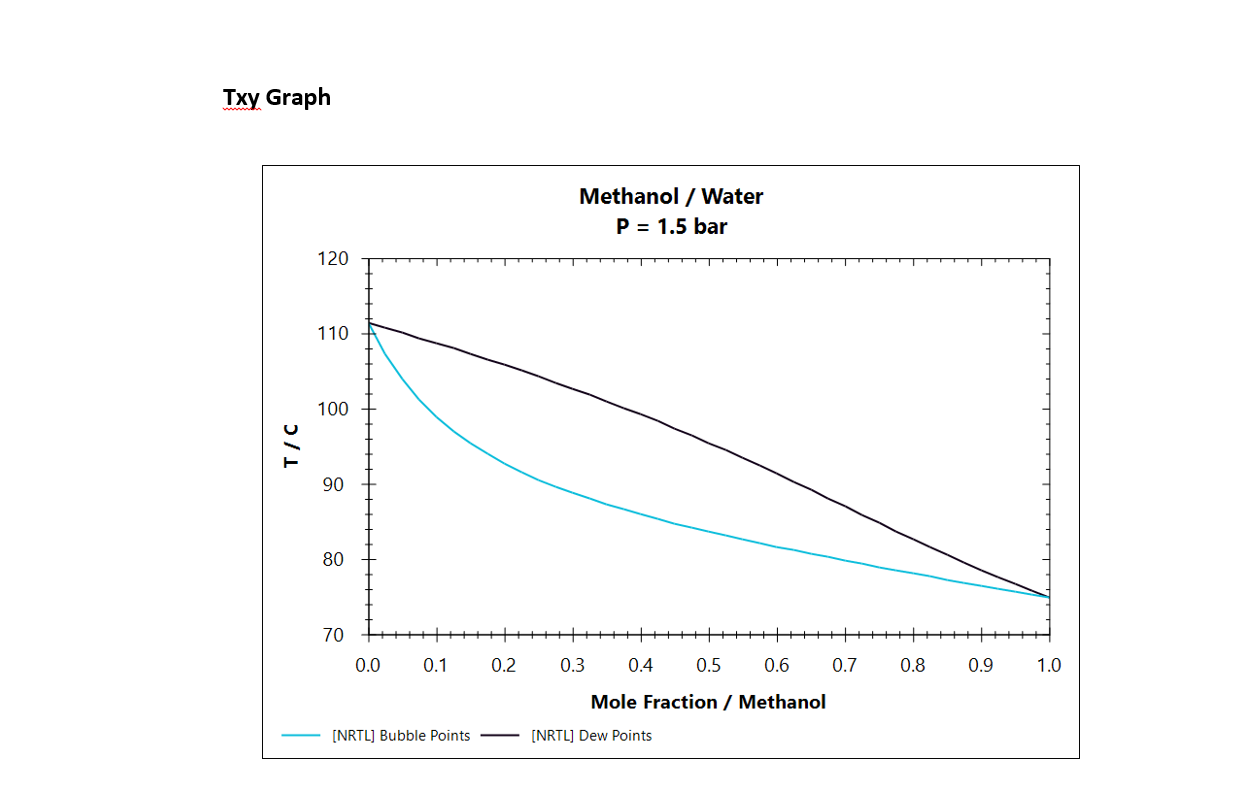 Txy Graph
Methanol / Water
P = 1.5 bar
120
110
100
90
80
70
T / C
0.0 0.1 0.2 0.3 0.4 0.5 0.6 0.7 0.8 0.9 1.0
Mole Fraction / Methanol
[NRTL] Bubble Points [NRTL] Dew Points